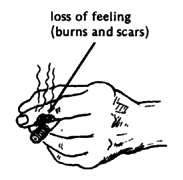 loss of feeling
(burns and scars)